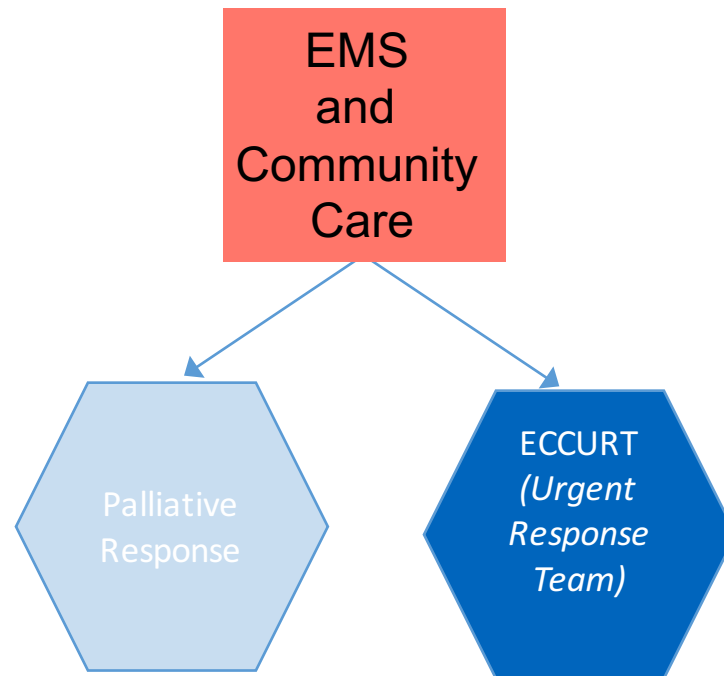 EMS
and
Community
Care
Palliative
Response
ECCURT
(Urgent
Response
Team)